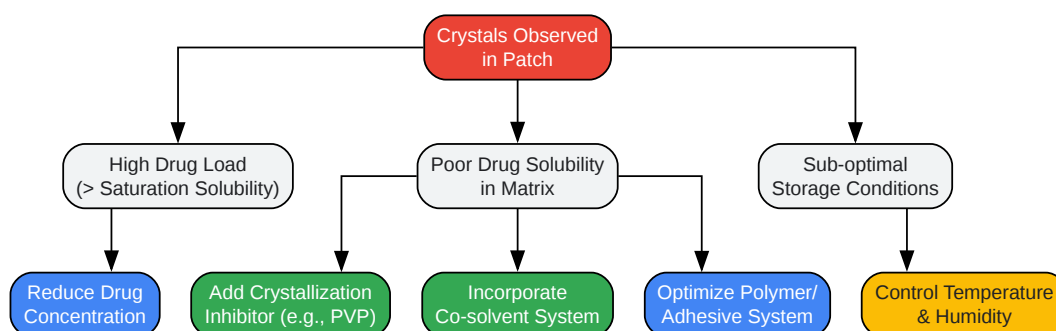 Crystals Observed
in Patch
High Drug Load
(> Saturation Solubility)
Poor Drug Solubility
in Matrix
Sub-optimal
Storage Conditions
Reduce Drug
Concentration
Add Crystallization
Inhibitor (e.g., PVP)
Incorporate
Co-solvent System
Optimize Polymer/
Adhesive System
Control Temperature
& Humidity